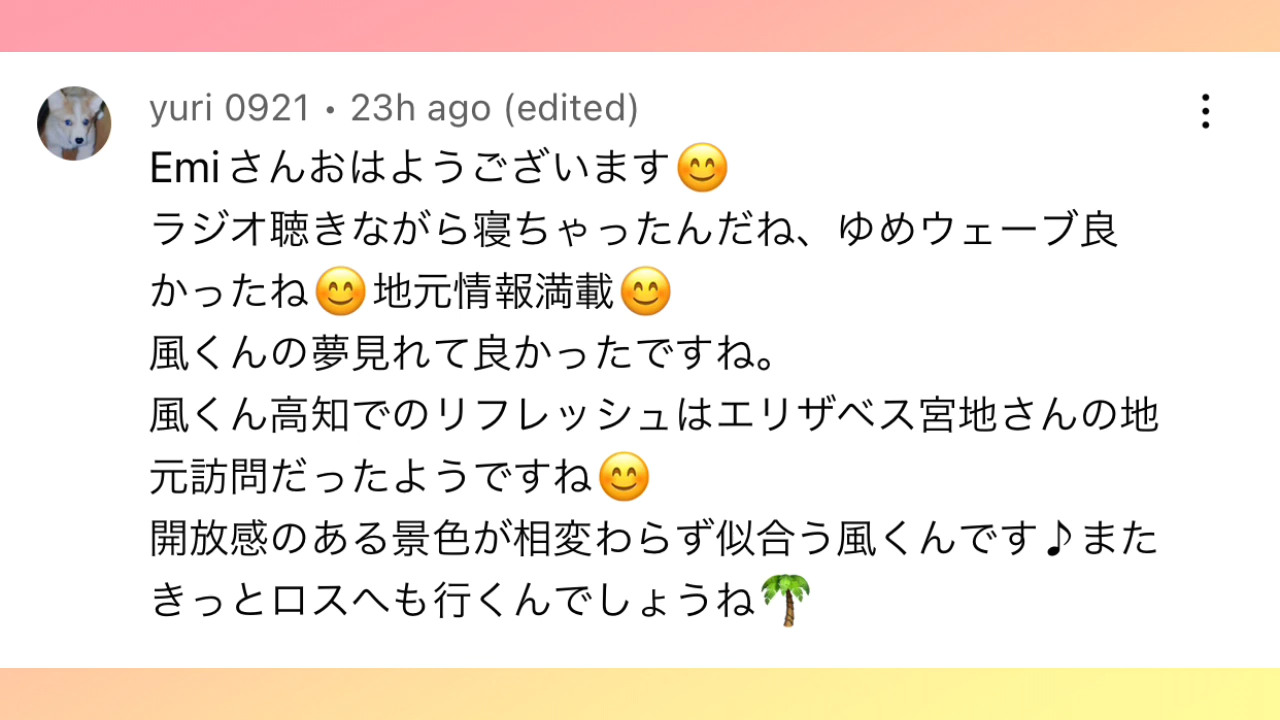 yuri 0921 • 23h ago (edited)
Emiさんおはようございます😊
ラジオ聴きながら寝ちゃったんだね、ゆめウェーブ良
かったね😊地元情報満載😊
風くんの夢見れて良かったですね。
風くん高知でのリフレッシュはエリザベス宮地さんの地
元訪問だったようですね😊
開放感のある景色が相変わらず似合う風くんです♪また
きっとロスへも行くんでしょうね🌴